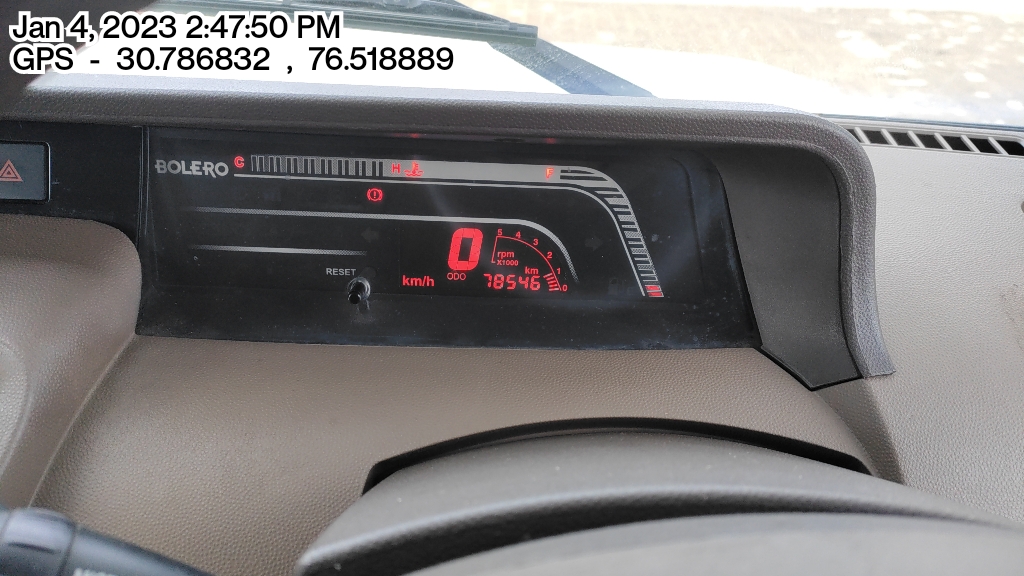 Jan 4, 2023 2:47:50 PM
GPS - 30.786832 , 76.518889
BOLERO C H F
0 5 4 3 2 1 0
rpm
X1000
RESET
km/h ODO 78546 km